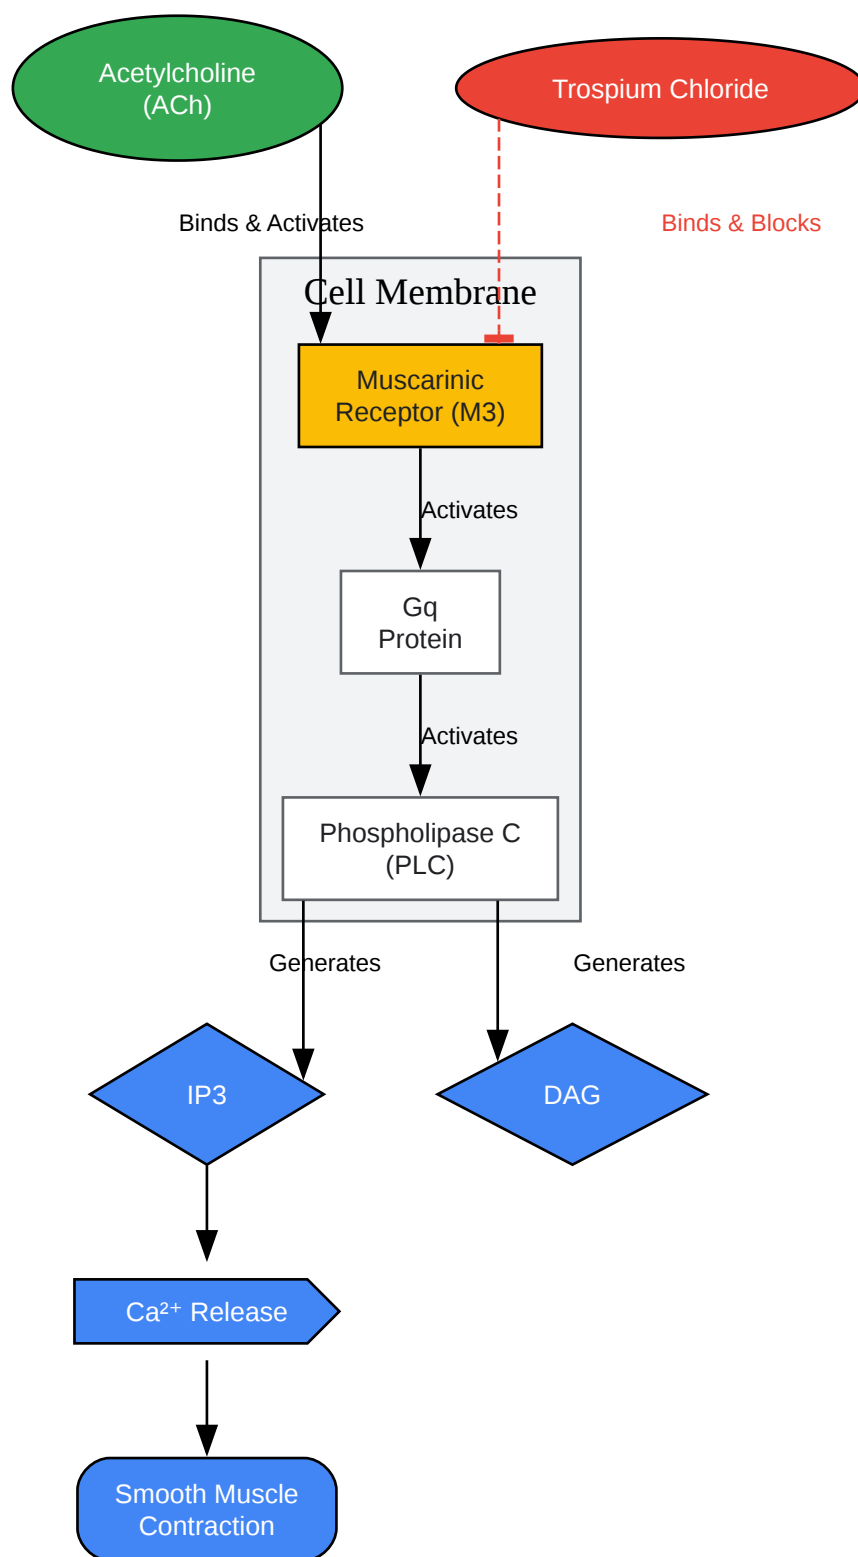 Acetylcholine
(ACh)
Trospium Chloride
Binds & Activates
Binds & Blocks
Cell Membrane
Muscarinic
Receptor (M3)
Activates
Gq
Protein
Activates
Phospholipase C
(PLC)
Generates
Generates
IP3
DAG
Ca²⁺ Release
Smooth Muscle
Contraction